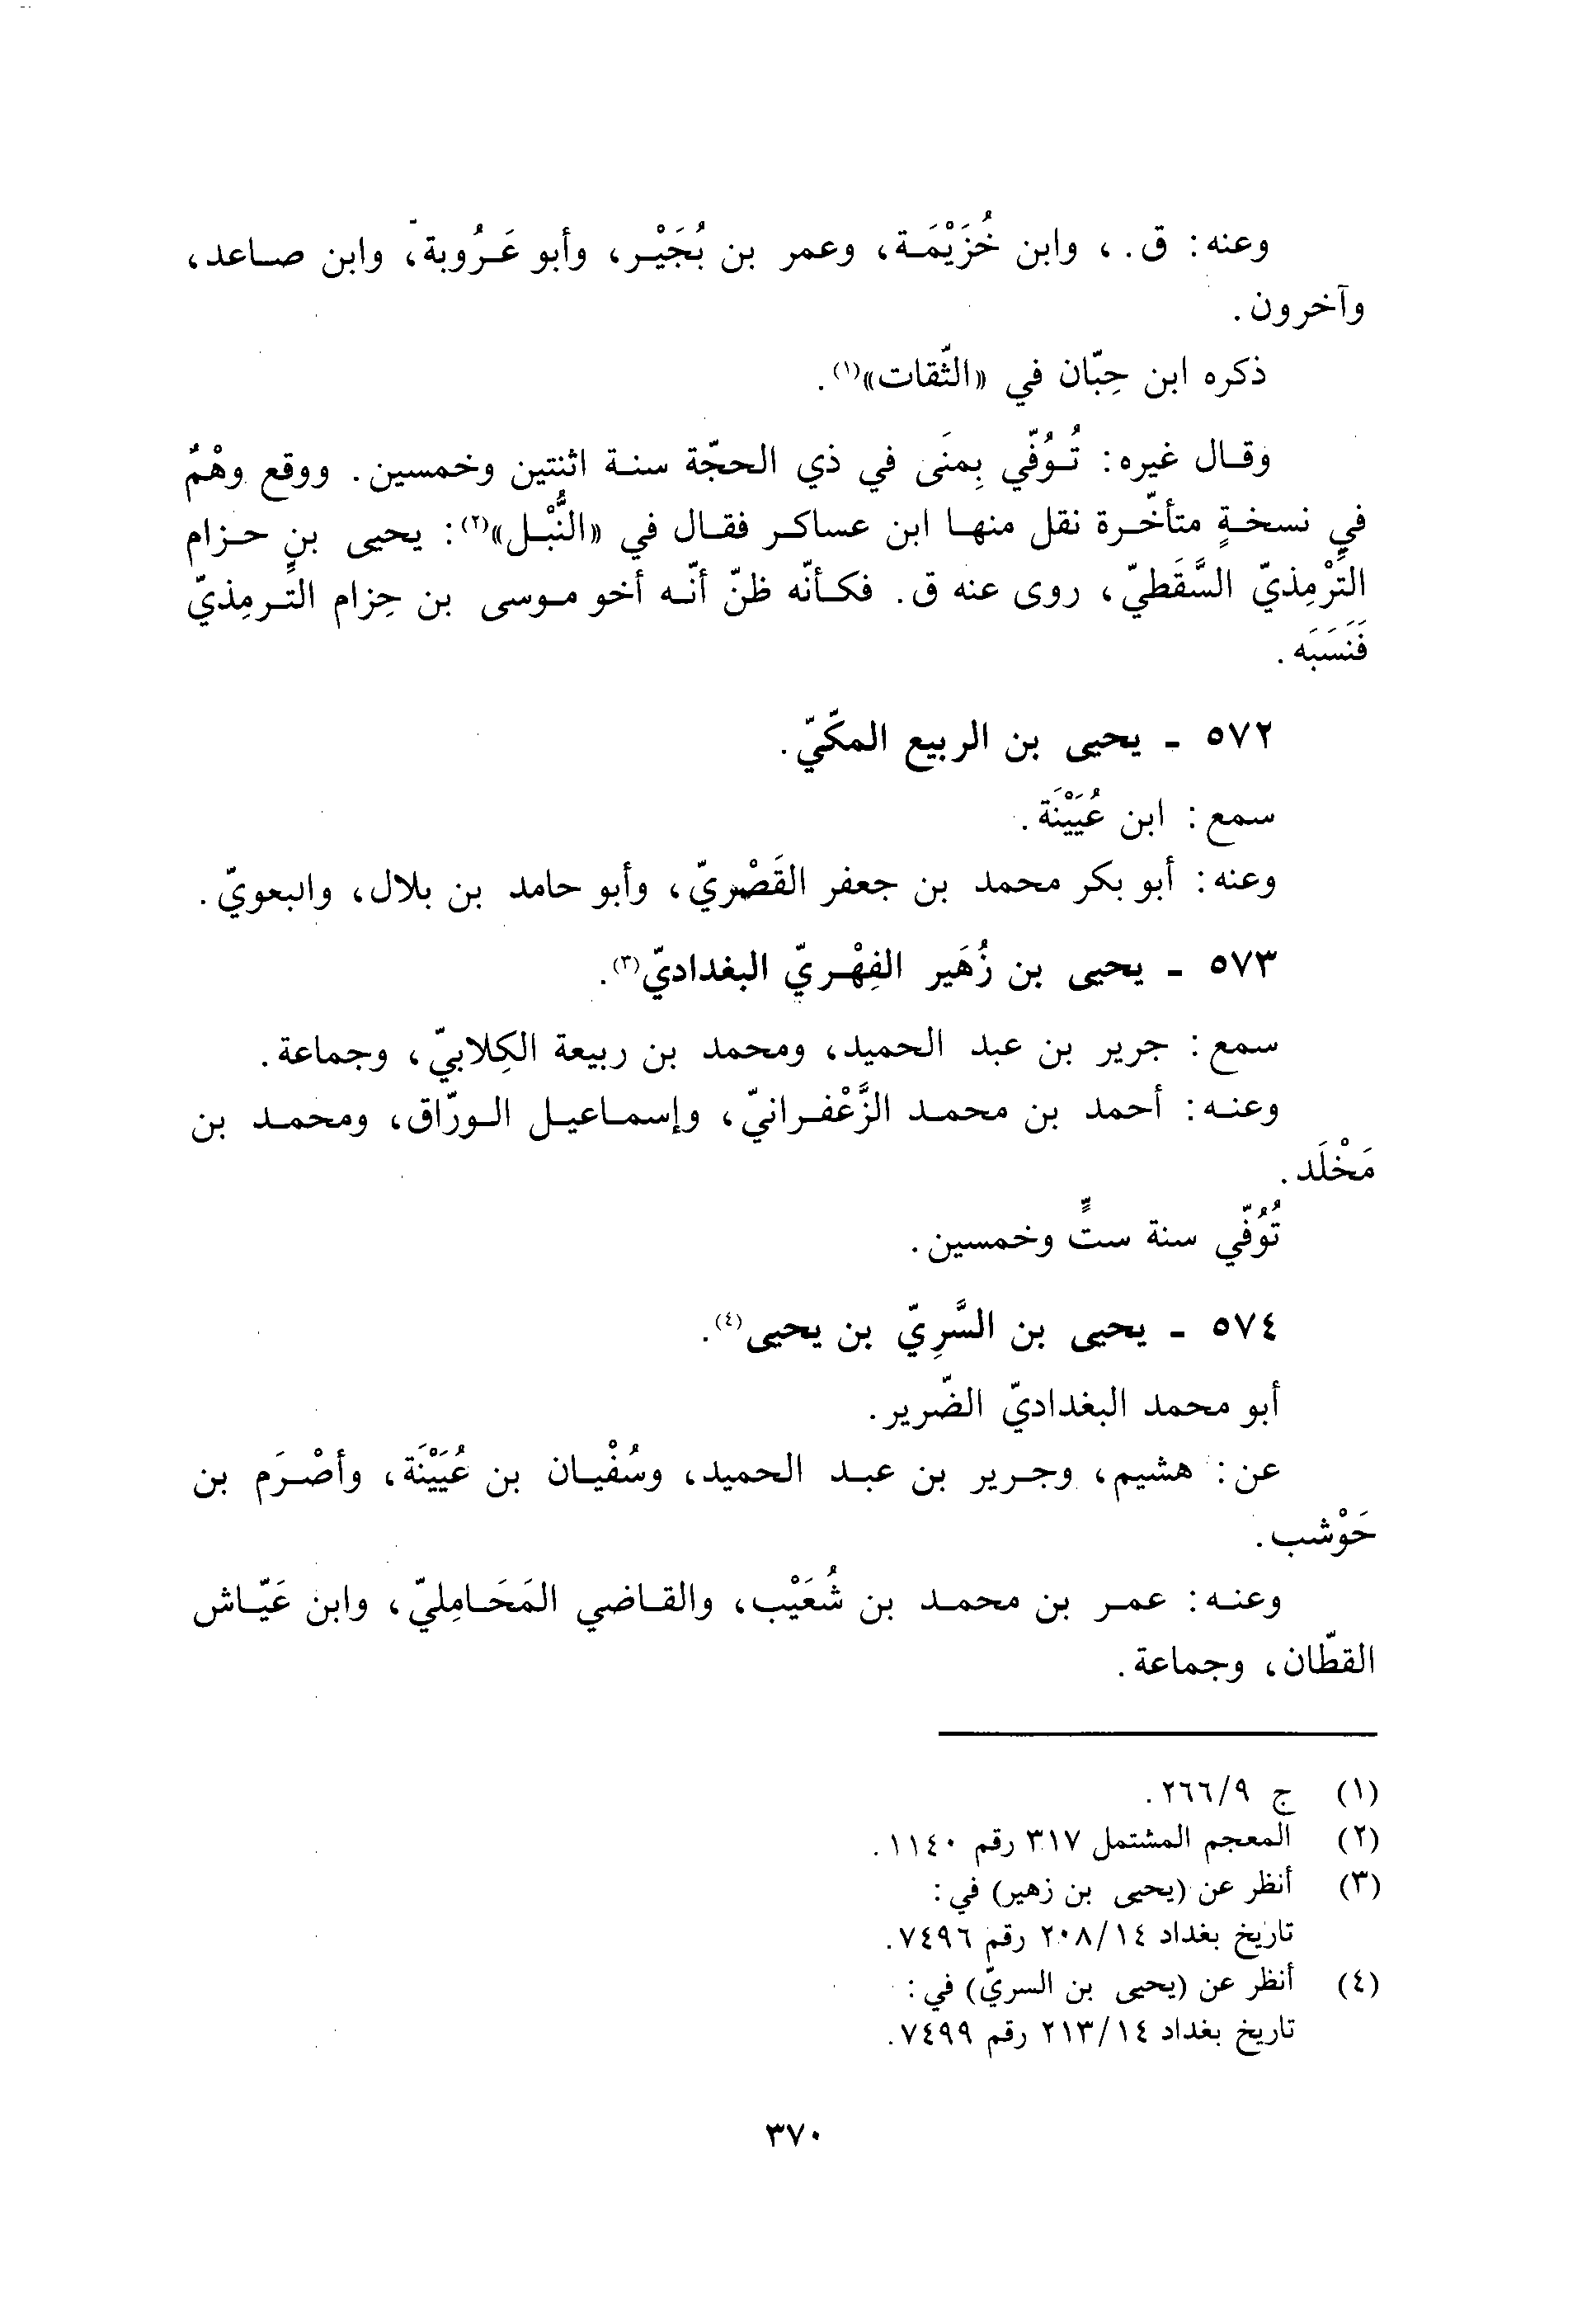 وعنه: ق.، وابن خُزَيْمَة، وعمر بن بُجَيْر، وأبو عَرُوبة، وابن صاعد،
وآخرون.
ذكره ابن حِبّان في «الثّقات»(١).
وقال غيره: تُوُفّي بِمنَى في ذي الحجّة سنة اثنتين وخمسين. ووقع وهْمٌ
في نسخةٍ متأخّرة نقل منها ابن عساكر فقال في «النُّبْل»(٢): يحيى بن حزام
التِّرْمِذيّ السَّقَطيّ، روى عنه ق. فكأنّه ظنّ أنّه أخو موسى بن حِزام التِّرمِذيّ
فَنَسَبَه.
٥٧٢ - يحيى بن الربيع المكّيّ.
سمع: ابن عُيَيْنَة.
وعنه: أبو بكر محمد بن جعفر القَصْريّ، وأبو حامد بن بلال، والبعويّ.
٥٧٣ - يحيى بن زُهَير الفِهْريّ البغداديّ(٣).
سمع: جرير بن عبد الحميد، ومحمد بن ربيعة الكِلابيّ، وجماعة.
وعنه: أحمد بن محمد الزَّعْفرانيّ، وإسماعيل الورّاق، ومحمد بن
مَخْلَد.
تُوُفّي سنة ستٍّ وخمسين.
٥٧٤ - يحيى بن السَّرِيّ بن يحيى(٤).
أبو محمد البغداديّ الضّرير.
عن: هشيم، وجرير بن عبد الحميد، وسُفْيان بن عُيَيْنَة، وأصْرَم بن
حَوْشب.
وعنه: عمر بن محمد بن شُعَيْب، والقاضي المَحَامِليّ، وابن عَيّاش
القطّان، وجماعة.
(١) ج ٢٦٦/٩.
(٢) المعجم المشتمل ٣١٧ رقم ١١٤٠.
(٣) أنظر عن (يحيى بن زهير) في:
تاريخ بغداد ٢٠٨/١٤ رقم ٧٤٩٦.
(٤) أنظر عن (يحيى بن السريّ) في:
تاريخ بغداد ٢١٣/١٤ رقم ٧٤٩٩.
٣٧٠